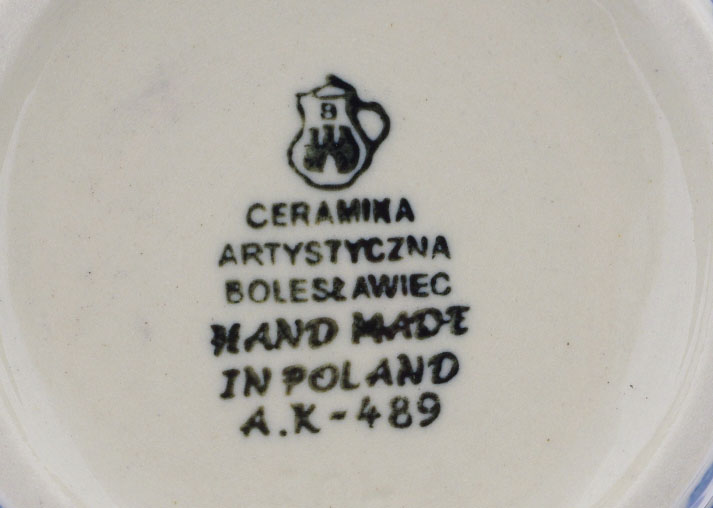 B
CERAMIKA
ARTYSTYCZNA
BOLESŁAWIEC
HAND MADE
IN POLAND
A.K-489